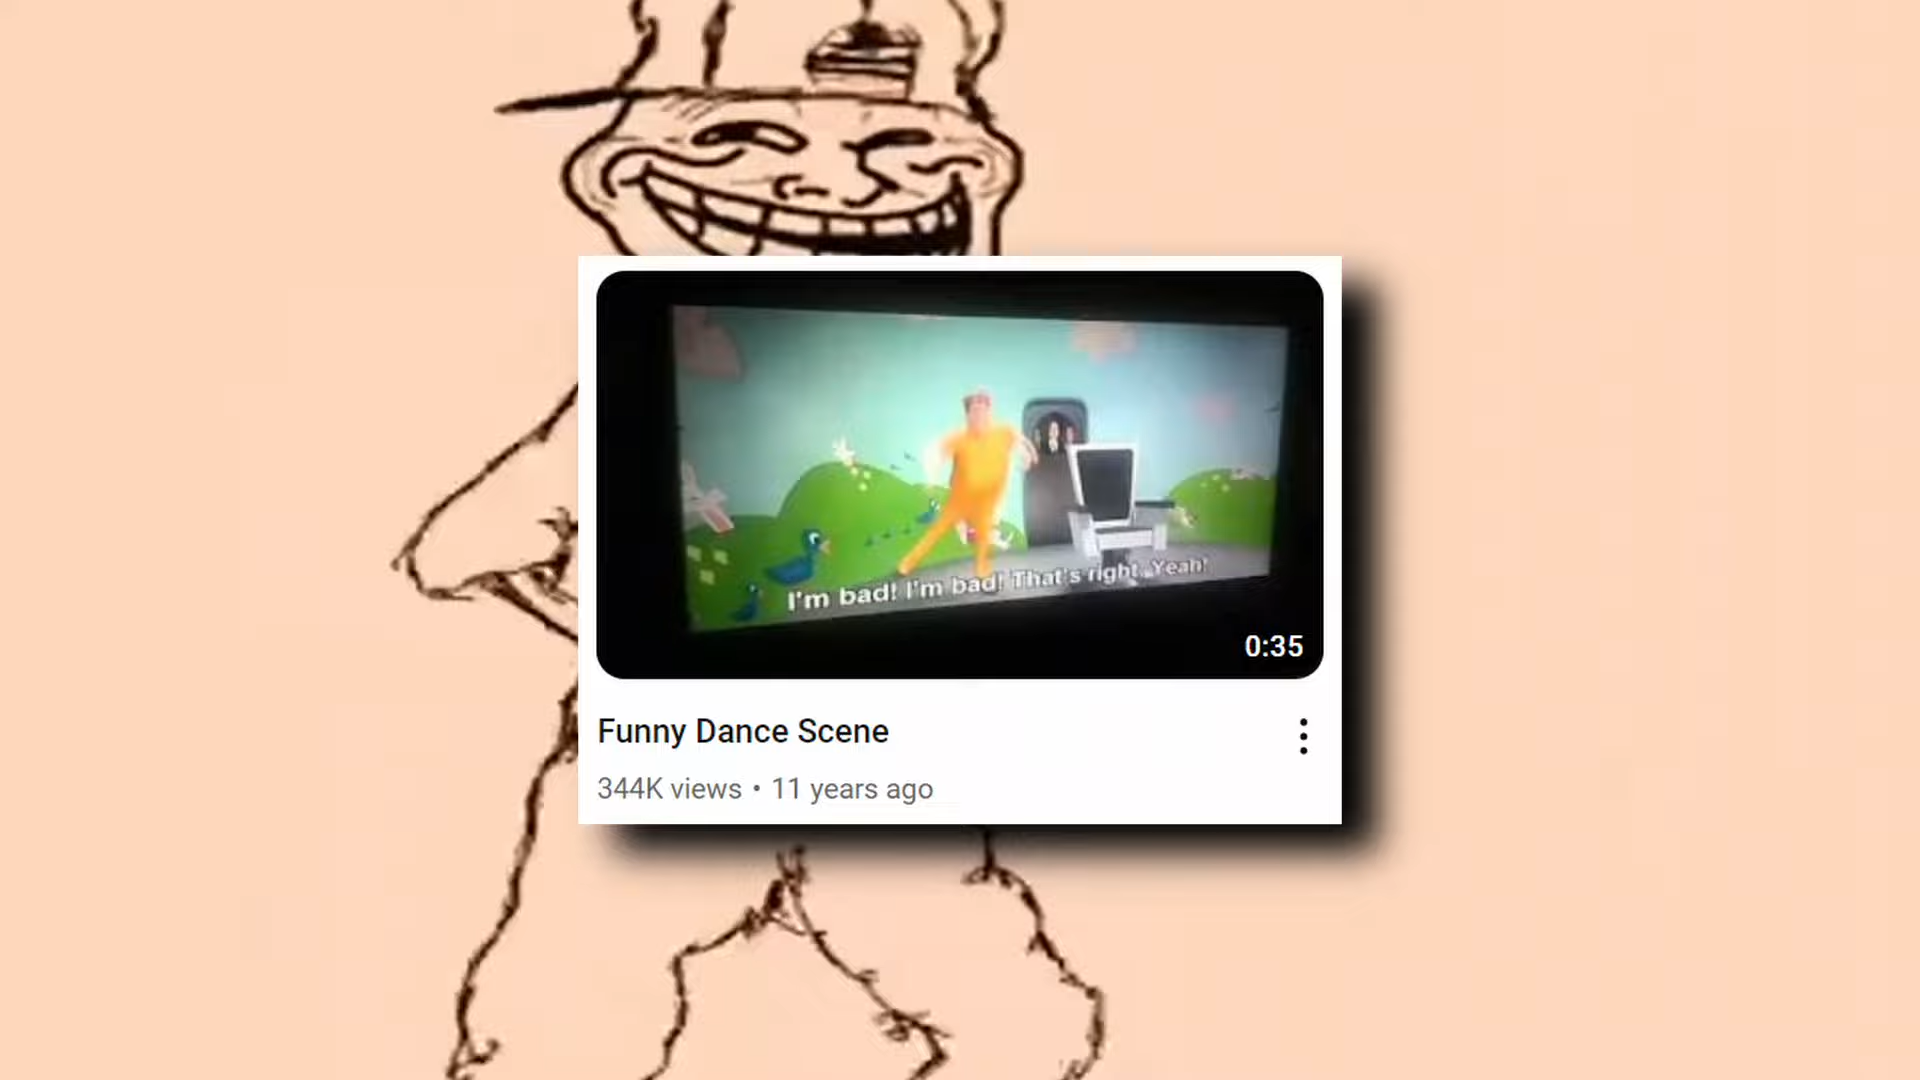 I'm bad! I'm bad! That's right. Yeah!
0:35
Funny Dance Scene
344K views • 11 years ago